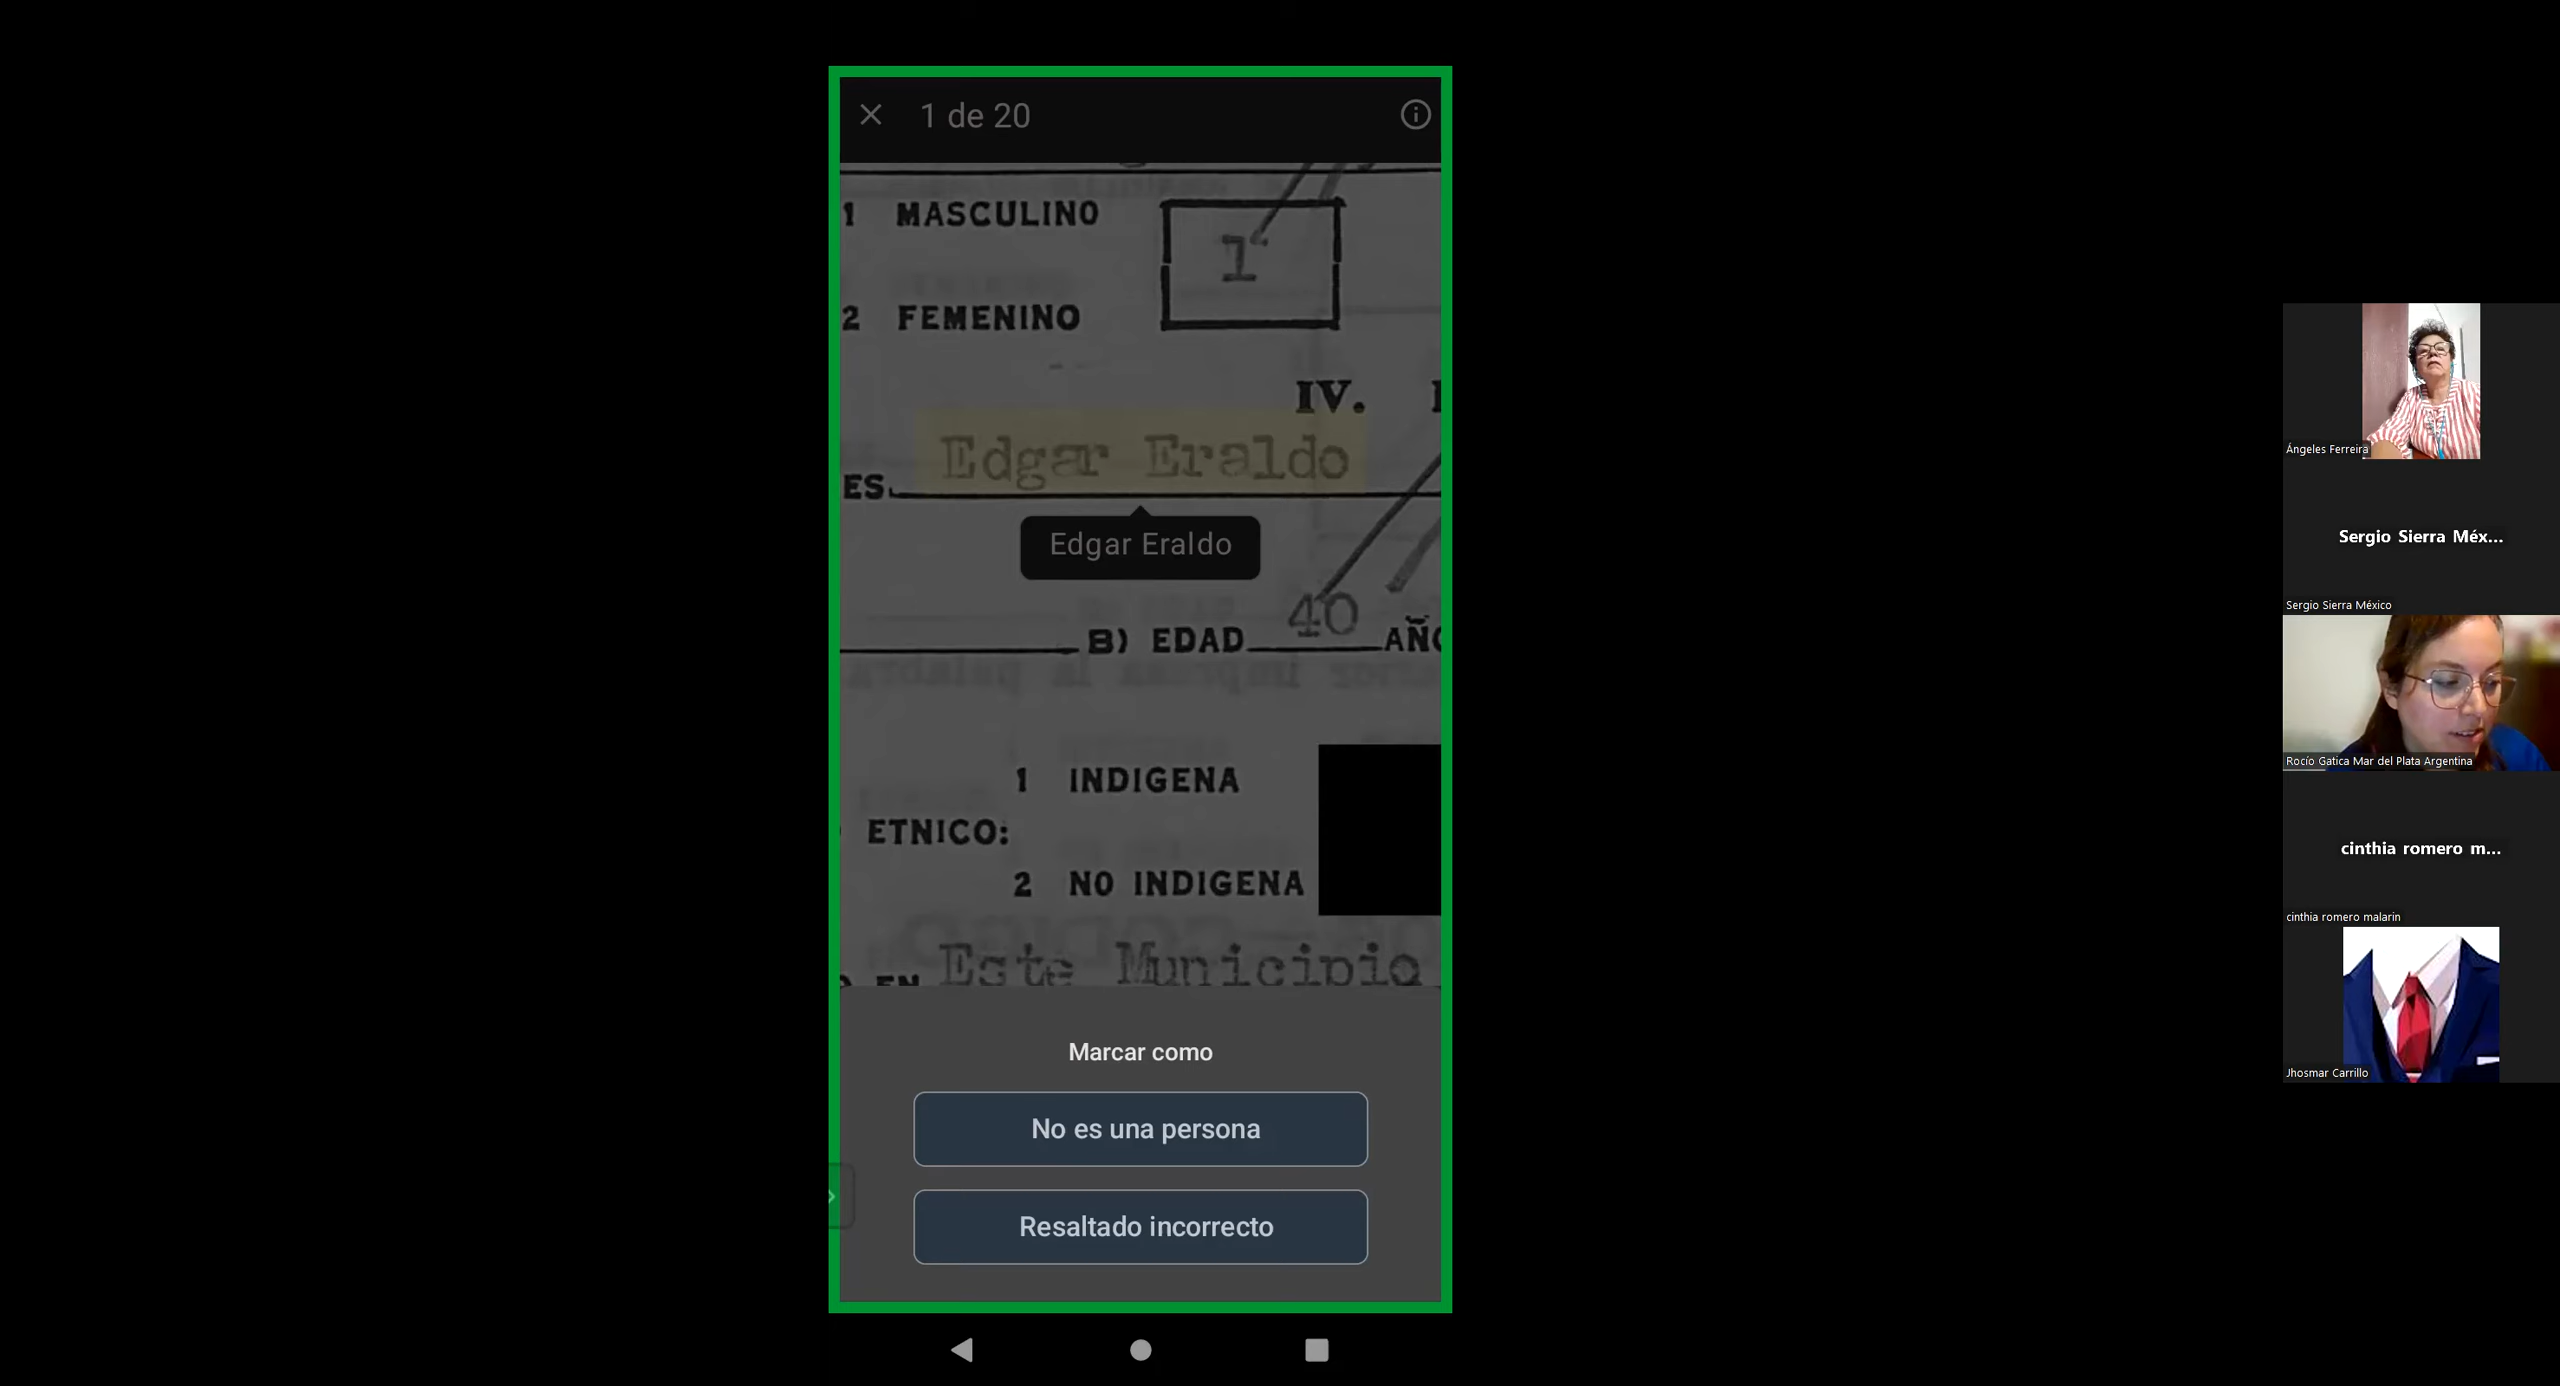 1 de 20
1 MASCULINO
1
2 FEMENINO
IV.
Edgar Eraldo
ES.
Edgar Eraldo
B) EDAD 40 AÑO
1 INDIGENA
ETNICO:
2 NO INDIGENA
EN Este Municipio
Marcar como
No es una persona
Resaltado incorrecto
Ángeles Ferreira
Sergio Sierra Méx...
Sergio Sierra México
Rocío Gatica Mar del Plata Argentina
cinthia romero m...
cinthia romero malarin
Jhosmar Carrillo